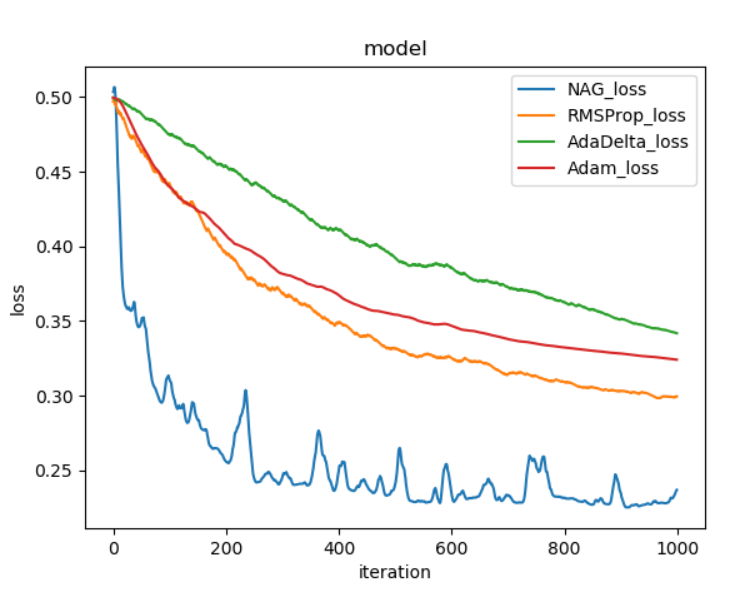 model
NAG_loss
RMSProp_loss
AdaDelta_loss
Adam_loss
loss
0.50
0.45
0.40
0.35
0.30
0.25
0 200 400 600 800 1000
iteration